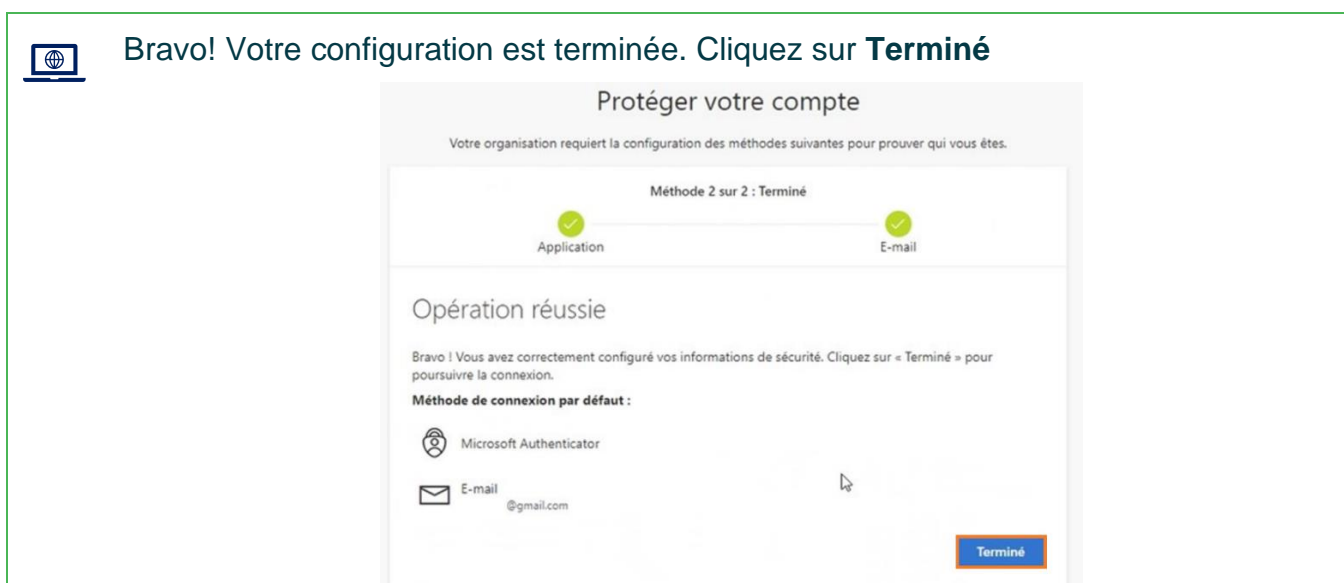 Bravo! Votre configuration est terminée. Cliquez sur Terminé
Protéger votre compte
Votre organisation requiert la configuration des méthodes suivantes pour prouver qui vous êtes.
Méthode 2 sur 2 : Terminé
Application
E-mail
Opération réussie
Bravo ! Vous avez correctement configuré vos informations de sécurité. Cliquez sur « Terminé » pour
poursuivre la connexion.
Méthode de connexion par défaut :
Microsoft Authenticator
E-mail
@gmail.com
Terminé